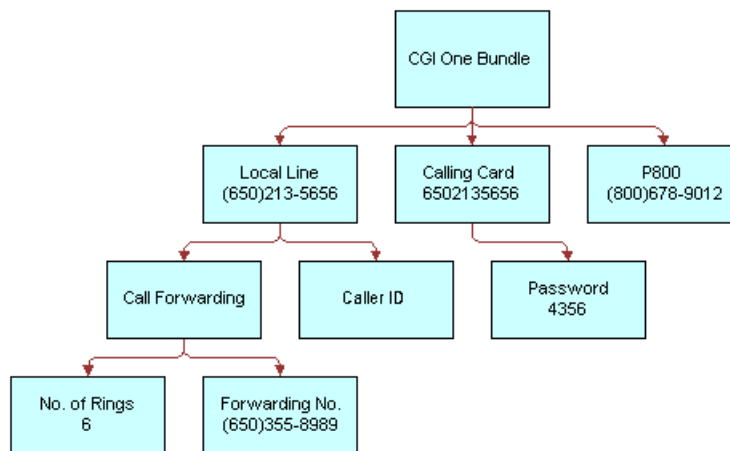 CGI One Bundle
Local Line
(650)213-5656
Calling Card
6502135656
P800
(800)678-9012
Call Forwarding
Caller ID
Password
4356
No. of Rings
6
Forwarding No.
(650)355-8989